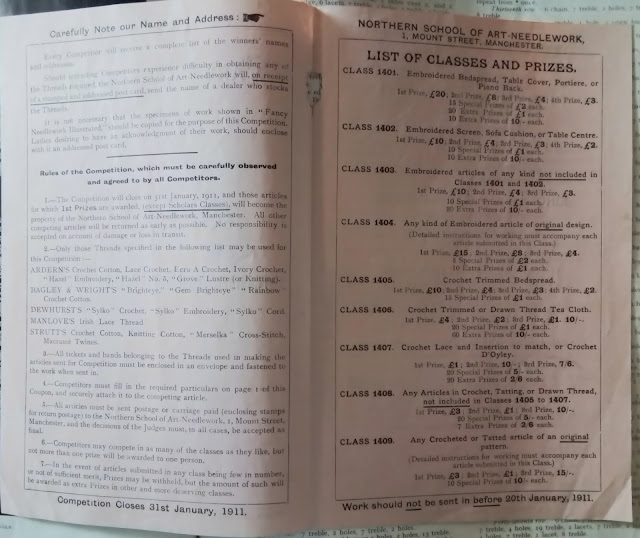 Carefully Note our Name and Address :
Every Competitor will receive a complete list of the winners' names
and addresses.
Should intending Competitors experience difficulty in obtaining any of
the Threads required the Northern School of Art-Needlework will, on receipt
of a stamped and addressed post card, send the name of a dealer who stocks
the Threads.
It is not necessary that the specimens of work shown in "Fancy
Needlework Illustrated," should be copied for the purpose of this Competition.
Ladies desiring to have an acknowledgment of their work, should enclose
with it an addressed post card.
Rules of the Competition, which must be carefully observed
and agreed to by all Competitors.
1.—The Competition will close on 31st January, 1911, and those articles
for which 1st Prizes are awarded, (except Scholars Classes), will become the
property of the Northern School of Art-Needlework, Manchester. All other
competing articles will be returned as early as possible. No responsibility is
accepted on account of damage or loss in transit.
2.—Only those Threads specified in the following list may be used for
this Competition :—
ARDERN'S Crochet Cotton, Lace Crochet, Ecru A Crochet, Ivory Crochet,
"Hazel" Embroidery, "Hazel" No. 8, "Grove" Lustre (or Knitting).
BAGLEY & WRIGHT'S "Brighteye," "Gem Brighteye" "Rainbow"
Crochet Cotton.
DEWHURST'S "Sylko" Crochet, "Sylko" Embroidery, "Sylko" Cord.
MANLOVE'S Irish Lace Thread
STRUTT'S Crochet Cotton, Knitting Cotton, "Merselka" Cross-Stitch,
Macrame Twines.
3.—All tickets and bands belonging to the Threads used in making the
articles sent for Competition must be enclosed in an envelope and fastened to
the work when sent in.
4.—Competitors must fill in the required particulars on page 1 of this
Coupon, and securely attach it to the competing article.
5.—All articles must be sent postage or carriage paid (enclosing stamps
for return postage) to the Northern School of Art-Needlework, 1, Mount Street,
Manchester, and the decisions of the Judges must, in all cases, be accepted as
final.
6.—Competitors may compete in as many of the classes as they like, but
not more than one prize will be awarded to one person.
7.—In the event of articles submitted in any class being few in number,
or not of sufficient merit, Prizes may be withheld, but the amount of such will
be awarded as extra Prizes in other and more deserving classes.
Competition Closes 31st January, 1911.
NORTHERN SCHOOL OF ART-NEEDLEWORK,
1, MOUNT STREET, MANCHESTER.
LIST OF CLASSES AND PRIZES.
CLASS 1401. Embroidered Bedspread, Table Cover, Portiere, or
Piano Back.
1st Prize, £20; 2nd Prize, £8; 3rd Prize, £4; 4th Prize, £3.
15 Special Prizes of £2 each.
20 Extra Prizes of £1 each.
10 Extra Prizes of 10/- each.
CLASS 1402. Embroidered Screen, Sofa Cushion, or Table Centre.
1st Prize, £10; 2nd Prize, £4; 3rd Prize, £3; 4th Prize, £2.
10 Special Prizes of £1 each.
10 Extra Prizes of 10/- each.
CLASS 1403. Embroidered articles of any kind not included in
Classes 1401 and 1402.
1st Prize, £10; 2nd Prize, £4; 3rd Prize, £3.
10 Special Prizes of £1 each.
20 Extra Prizes of 10/- each.
CLASS 1404. Any kind of Embroidered article of original design.
(Detailed instructions for working must accompany each
article submitted in this Class.)
1st Prize, £15; 2nd Prize, £8; 3rd Prize, £4.
5 Special Prizes of £2 each.
10 Extra Prizes of £1 each.
CLASS 1405. Crochet Trimmed Bedspread.
1st Prize, £10; 2nd Prize, £4; 3rd Prize, £3; 4th Prize, £2.
15 Special Prizes of £1 each.
CLASS 1406. Crochet Trimmed or Drawn Thread Tea Cloth.
1st Prize, £4; 2nd Prize, £2; 3rd Prize, £1. 10/-.
20 Special Prizes of £1 each.
60 Extra Prizes of 10/- each.
CLASS 1407. Crochet Lace and Insertion to match, or Crochet
D'Oyley.
1st Prize, £1; 2nd Prize, 10/-; 3rd Prize, 7/6.
20 Special Prizes of 5/- each.
20 Extra Prizes of 2/6 each.
CLASS 1408. Any Articles in Crochet, Tatting, or Drawn Thread,
not included in Classes 1405 to 1407.
1st Prize, £3 2nd Prize, £1; 3rd Prize, 10/-.
20 Special Prizes of 5/- each.
7 Extra Prizes of 2/6 each.
CLASS 1409. Any Crocheted or Tatted article of an original
pattern.
(Detailed instructions for working must accompany each
article submitted in this Class.)
1st Prize, £3; 2nd Prize, £1; 3rd Prize, 15/-.
10 Special Prizes of 10/- each.
Work should not be sent in before 20th January, 1911.